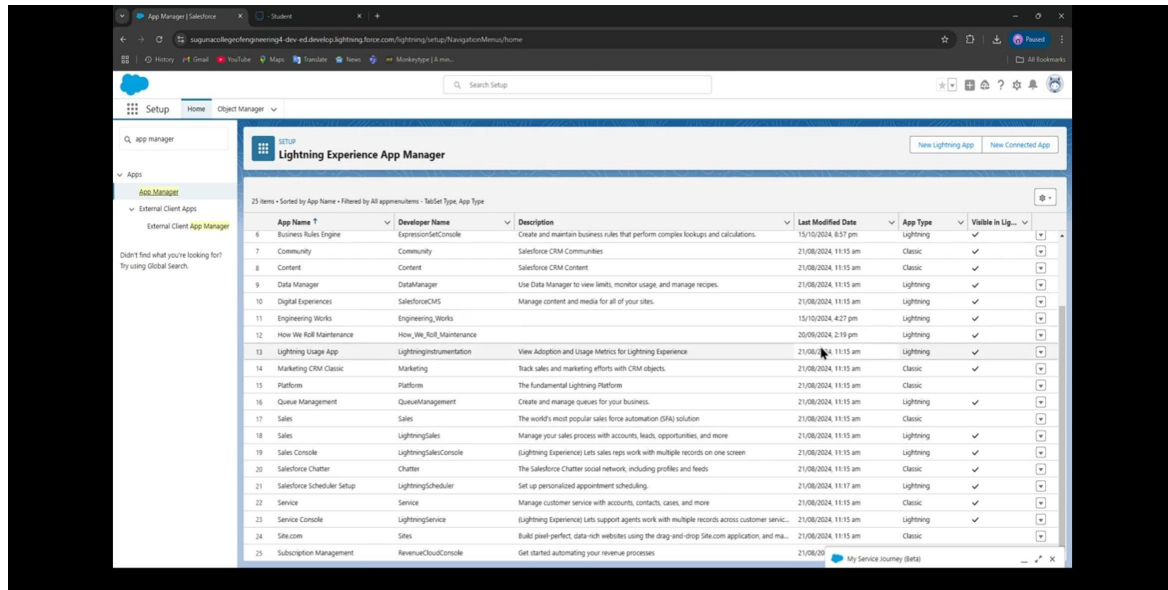 App Manager | Salesforce
- Student
sugunacollegeofengineering4-dev-ed.develop.lightning.force.com/lightning/setup/NavigationMenus/home
Paused
History Gmail YouTube Maps Translate News Monkeytype | A min...
All Bookmarks
Search Setup
Setup Home Object Manager
app manager
Apps
App Manager
External Client Apps
External Client App Manager
Didn't find what you're looking for?
Try using Global Search.
SETUP
Lightning Experience App Manager
New Lightning App New Connected App
25 items • Sorted by App Name • Filtered by All appmenuitems - TabSet Type, App Type
App Name ↑ Developer Name Description Last Modified Date App Type Visible in Lig...
6 Business Rules Engine ExpressionSetConsole Create and maintain business rules that perform complex lookups and calculations. 15/10/2024, 8:57 pm Lightning
7 Community Community Salesforce CRM Communities 21/08/2024, 11:15 am Classic
8 Content Content Salesforce CRM Content 21/08/2024, 11:15 am Classic
9 Data Manager DataManager Use Data Manager to view limits, monitor usage, and manage recipes. 21/08/2024, 11:15 am Lightning
10 Digital Experiences SalesforceCMS Manage content and media for all of your sites. 21/08/2024, 11:15 am Lightning
11 Engineering Works Engineering_Works 15/10/2024, 4:27 pm Lightning
12 How We Roll Maintenance How_We_Roll_Maintenance 20/09/2024, 2:19 pm Lightning
13 Lightning Usage App LightningInstrumentation View Adoption and Usage Metrics for Lightning Experience 21/08/2024, 11:15 am Lightning
14 Marketing CRM Classic Marketing Track sales and marketing efforts with CRM objects. 21/08/2024, 11:15 am Classic
15 Platform Platform The fundamental Lightning Platform 21/08/2024, 11:15 am Classic
16 Queue Management QueueManagement Create and manage queues for your business. 21/08/2024, 11:15 am Lightning
17 Sales Sales The world's most popular sales force automation (SFA) solution 21/08/2024, 11:15 am Classic
18 Sales LightningSales Manage your sales process with accounts, leads, opportunities, and more 21/08/2024, 11:15 am Lightning
19 Sales Console LightningSalesConsole (Lightning Experience) Lets sales reps work with multiple records on one screen 21/08/2024, 11:15 am Lightning
20 Salesforce Chatter Chatter The Salesforce Chatter social network, including profiles and feeds 21/08/2024, 11:15 am Classic
21 Salesforce Scheduler Setup LightningScheduler Set up personalized appointment scheduling. 21/08/2024, 11:17 am Lightning
22 Service Service Manage customer service with accounts, contacts, cases, and more 21/08/2024, 11:15 am Classic
23 Service Console LightningService (Lightning Experience) Lets support agents work with multiple records across customer servic... 21/08/2024, 11:15 am Lightning
24 Site.com Sites Build pixel-perfect, data-rich websites using the drag-and-drop Site.com application, and ma... 21/08/2024, 11:15 am Classic
25 Subscription Management RevenueCloudConsole Get started automating your revenue processes 21/08/20
My Service Journey (Beta)